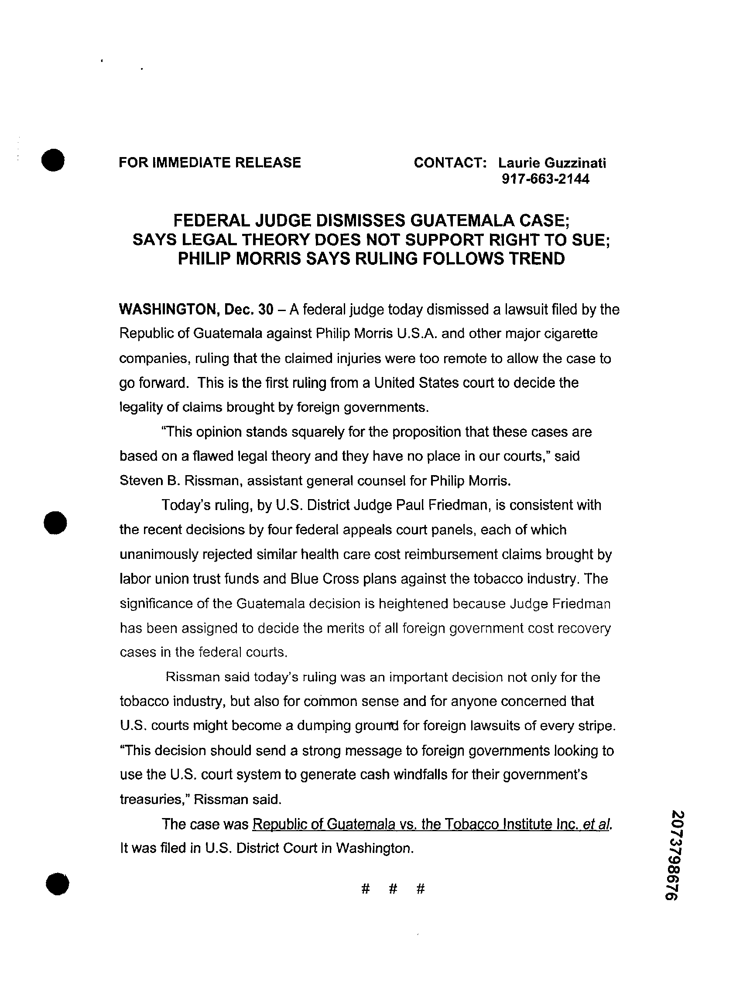 FOR IMMEDIATE RELEASE CONTACT: Laurie Guzzinati
917-663-2144
FEDERAL JUDGE DISMISSES GUATEMALA CASE;
SAYS LEGAL THEORY DOES NOT SUPPORT RIGHT TO SUE;
PHILIP MORRIS SAYS RULING FOLLOWS TREND
WASHINGTON, Dec. 30 – A federal judge today dismissed a lawsuit filed by the
Republic of Guatemala against Philip Morris U.S.A. and other major cigarette
companies, ruling that the claimed injuries were too remote to allow the case to
go forward. This is the first ruling from a United States court to decide the
legality of claims brought by foreign governments.
"This opinion stands squarely for the proposition that these cases are
based on a flawed legal theory and they have no place in our courts," said
Steven B. Rissman, assistant general counsel for Philip Morris.
Today's ruling, by U.S. District Judge Paul Friedman, is consistent with
the recent decisions by four federal appeals court panels, each of which
unanimously rejected similar health care cost reimbursement claims brought by
labor union trust funds and Blue Cross plans against the tobacco industry. The
significance of the Guatemala decision is heightened because Judge Friedman
has been assigned to decide the merits of all foreign government cost recovery
cases in the federal courts.
Rissman said today's ruling was an important decision not only for the
tobacco industry, but also for common sense and for anyone concerned that
U.S. courts might become a dumping ground for foreign lawsuits of every stripe.
"This decision should send a strong message to foreign governments looking to
use the U.S. court system to generate cash windfalls for their government's
treasuries," Rissman said.
The case was Republic of Guatemala vs. the Tobacco Institute Inc. et al.
It was filed in U.S. District Court in Washington.
# # #
2073798676